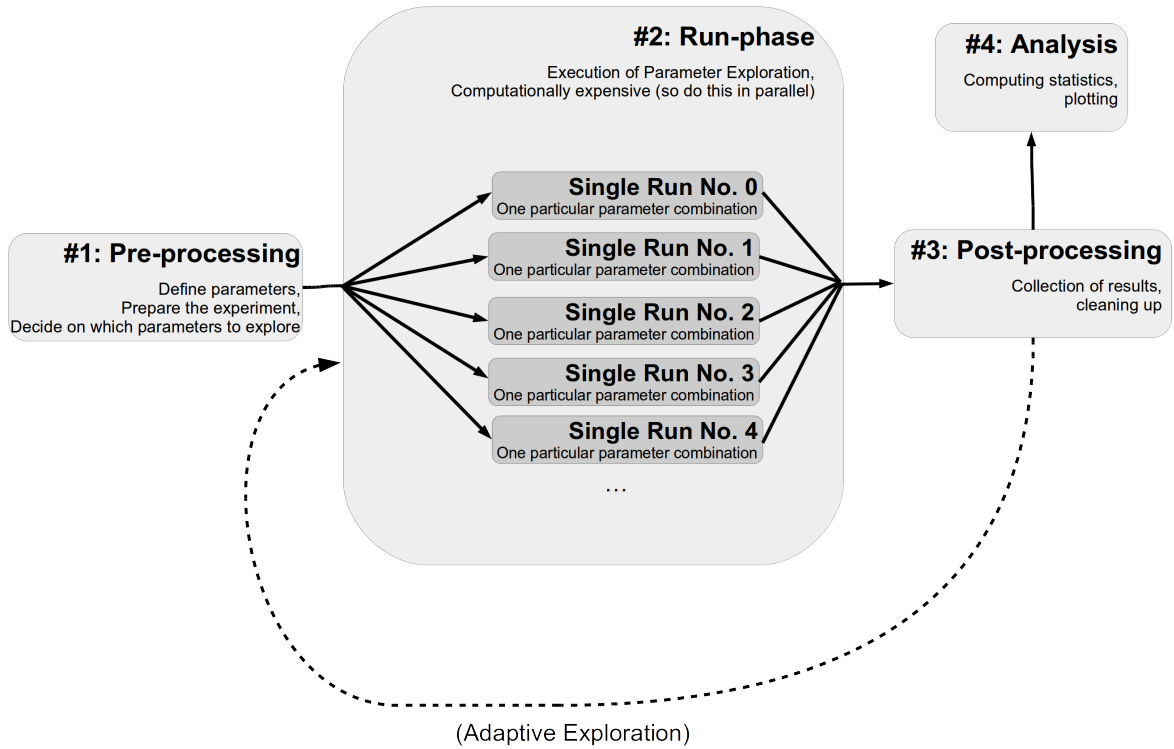 #1: Pre-processing
Define parameters,
Prepare the experiment,
Decide on which parameters to explore
#2: Run-phase
Execution of Parameter Exploration,
Computationally expensive (so do this in parallel)
Single Run No. 0
One particular parameter combination
Single Run No. 1
One particular parameter combination
Single Run No. 2
One particular parameter combination
Single Run No. 3
One particular parameter combination
Single Run No. 4
One particular parameter combination
...
#3: Post-processing
Collection of results,
cleaning up
#4: Analysis
Computing statistics,
plotting
(Adaptive Exploration)